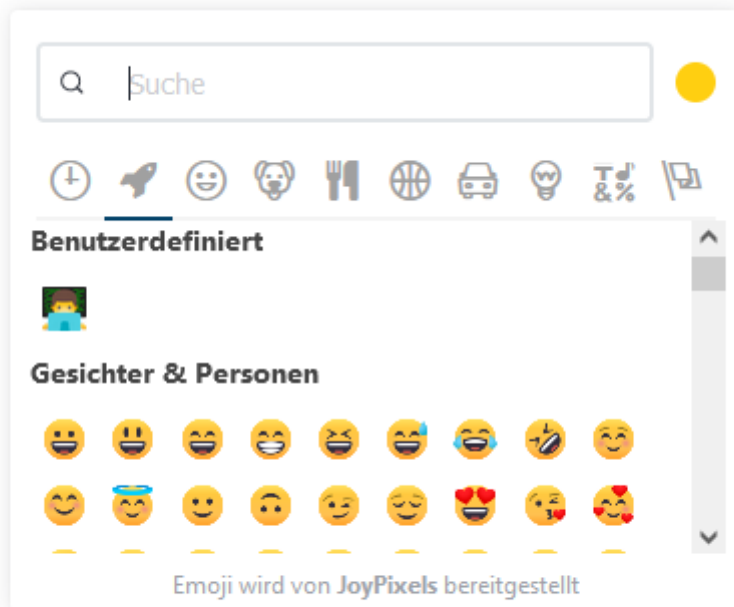 Suche
Benutzerdefiniert
Gesichter & Personen
Emoji wird von JoyPixels bereitgestellt